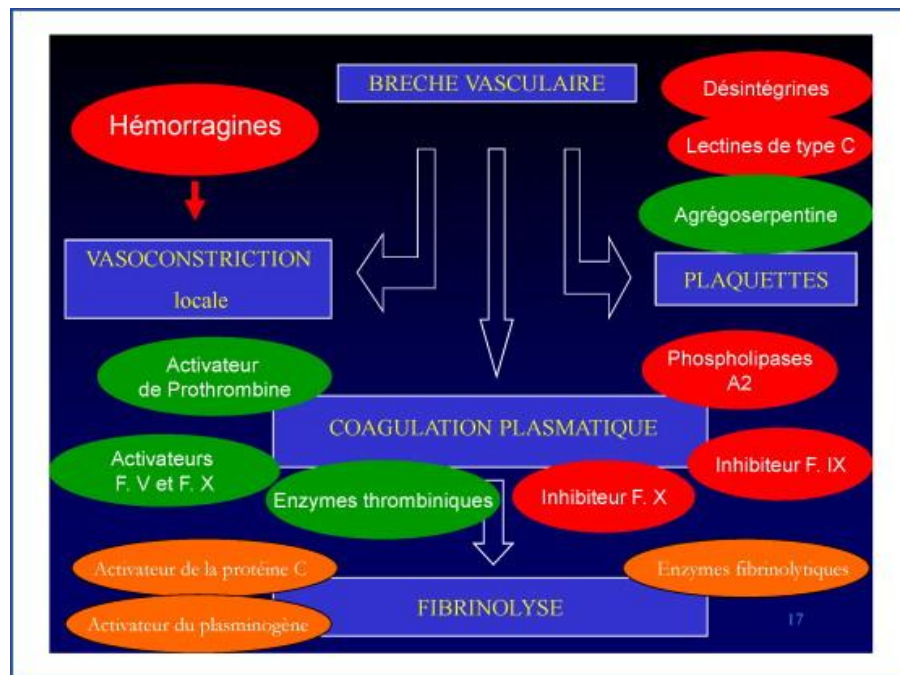 BRECHE VASCULAIRE
Désintégrines
Hémorragines
Lectines de type C
Agrégoserpentine
VASOCONSTRICTION
locale
PLAQUETTES
Activateur
de Prothrombine
Phospholipases
A2
COAGULATION PLASMATIQUE
Activateurs
F. V et F. X
Inhibiteur F. IX
Enzymes thrombiniques
Inhibiteur F. X
Activateur de la protéine C
Enzymes fibrinolytiques
FIBRINOLYSE
Activateur du plasminogène
17